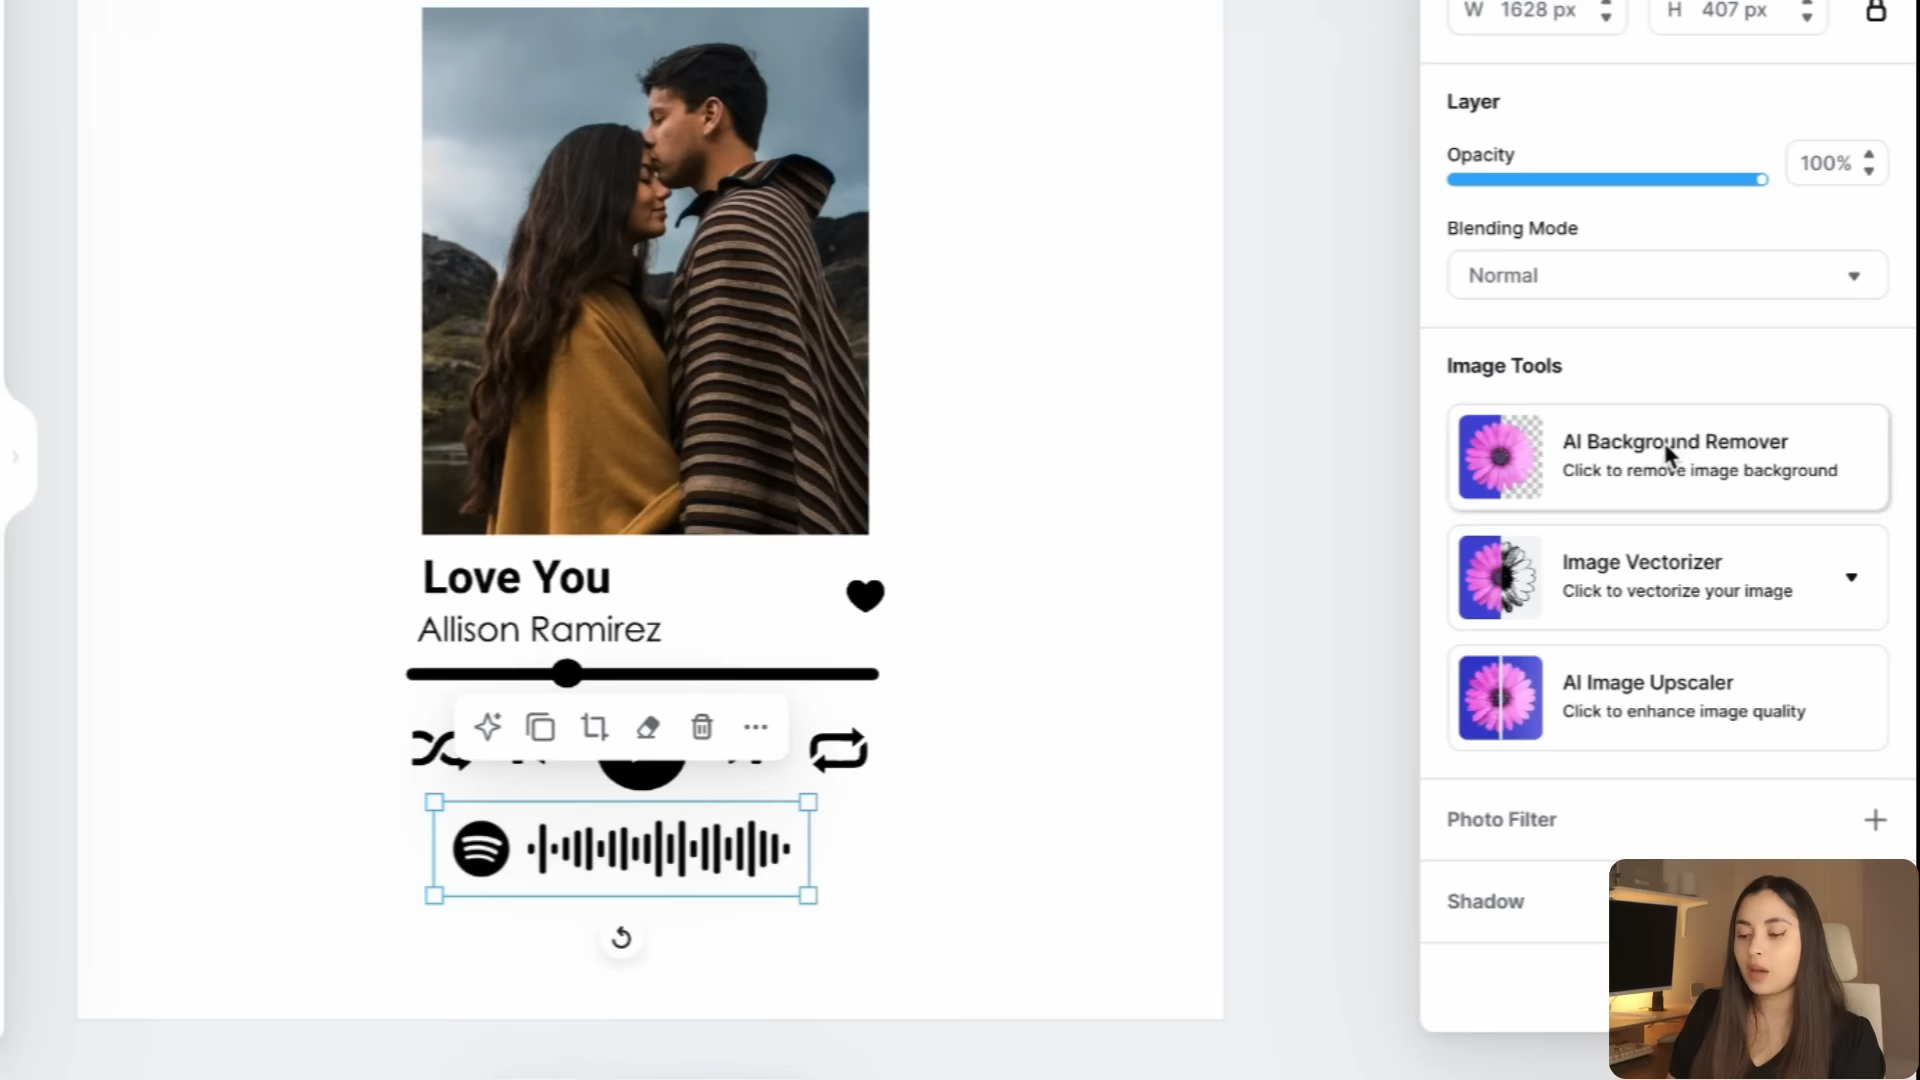 W 1628 px
H 407 px
Layer
Opacity
100%
Blending Mode
Normal
Image Tools
AI Background Remover
Click to remove image background
Image Vectorizer
Click to vectorize your image
AI Image Upscaler
Click to enhance image quality
Photo Filter
Shadow
Love You
Allison Ramirez